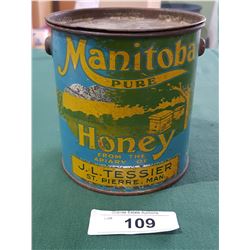 Manitoba
PURE
Honey
FROM THE
APIARY OF
J. L. TESSIER
ST. PIERRE, MAN.
109